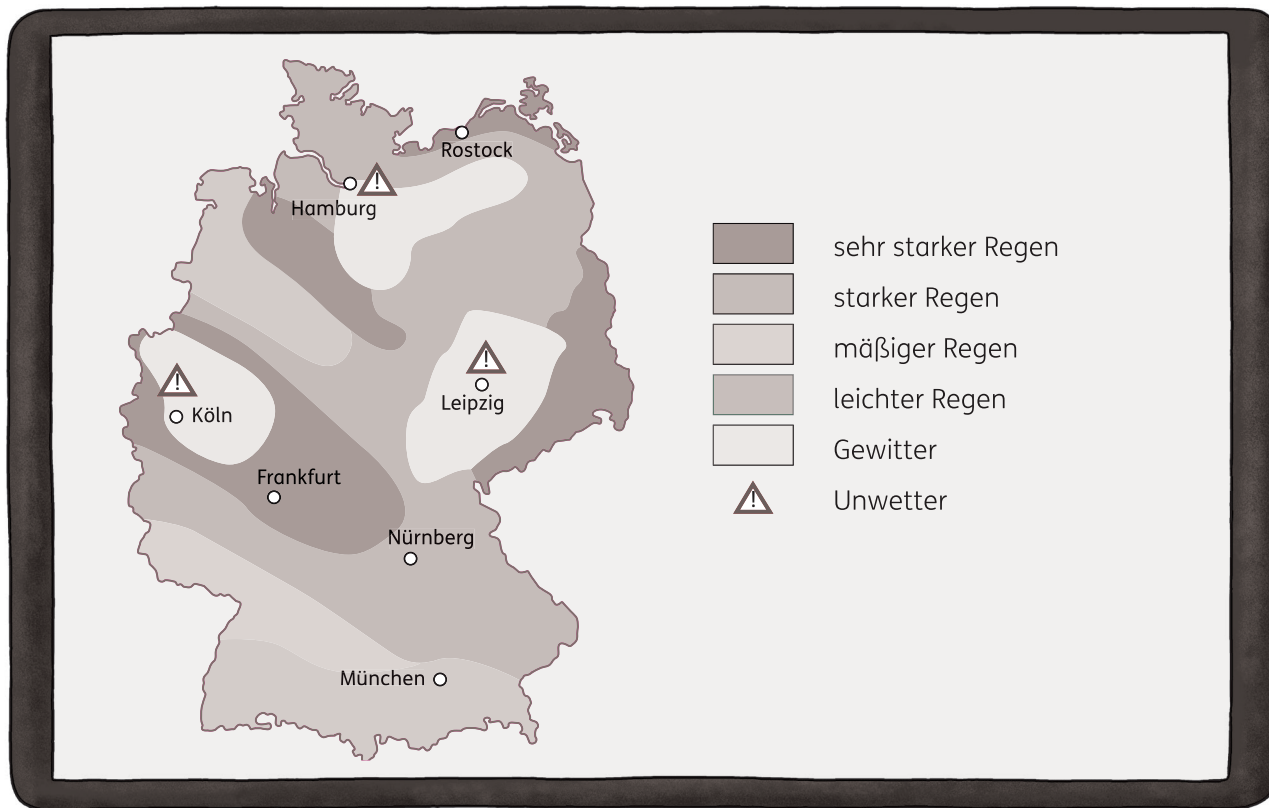 Rostock
!
Hamburg
!
Leipzig
!
Köln
Frankfurt
Nürnberg
München
sehr starker Regen
starker Regen
mäßiger Regen
leichter Regen
Gewitter
!
Unwetter